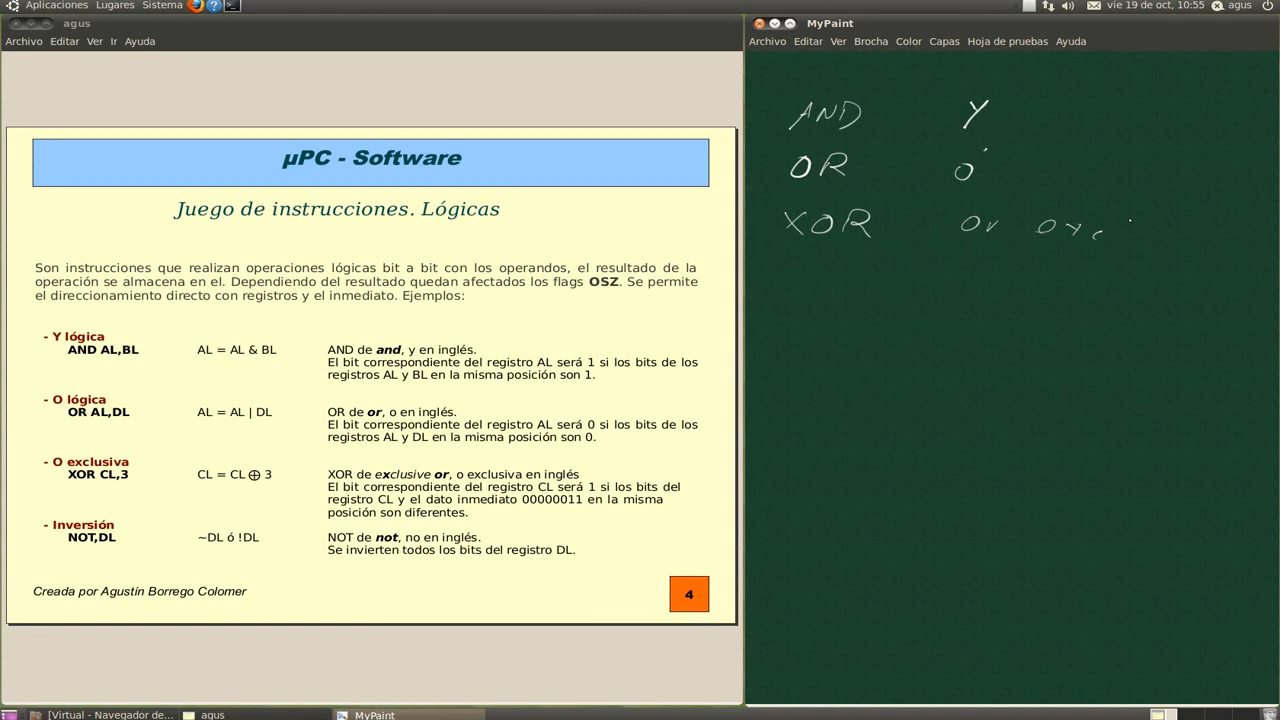 Aplicaciones Lugares Sistema vie 19 de oct, 10:55 agus
agus
Archivo Editar Ver Ir Ayuda
µPC - Software
Juego de instrucciones. Lógicas
Son instrucciones que realizan operaciones lógicas bit a bit con los operandos, el resultado de la
operación se almacena en el. Dependiendo del resultado quedan afectados los flags OSZ. Se permite
el direccionamiento directo con registros y el inmediato. Ejemplos:
- Y lógica
AND AL,BL AL = AL & BL AND de and, y en inglés.
El bit correspondiente del registro AL será 1 si los bits de los
registros AL y BL en la misma posición son 1.
- O lógica
OR AL,DL AL = AL | DL OR de or, o en inglés.
El bit correspondiente del registro AL será 0 si los bits de los
registros AL y DL en la misma posición son 0.
- O exclusiva
XOR CL,3 CL = CL ⊕ 3 XOR de exclusive or, o exclusiva en inglés
El bit correspondiente del registro CL será 1 si los bits del
registro CL y el dato inmediato 00000011 en la misma
posición son diferentes.
- Inversión
NOT,DL ~DL ó !DL NOT de not, no en inglés.
Se invierten todos los bits del registro DL.
Creada por Agustín Borrego Colomer
4
MyPaint
Archivo Editar Ver Brocha Color Capas Hoja de pruebas Ayuda
AND Y
OR Ó
XOR Or
[Virtual - Navegador de... agus MyPaint